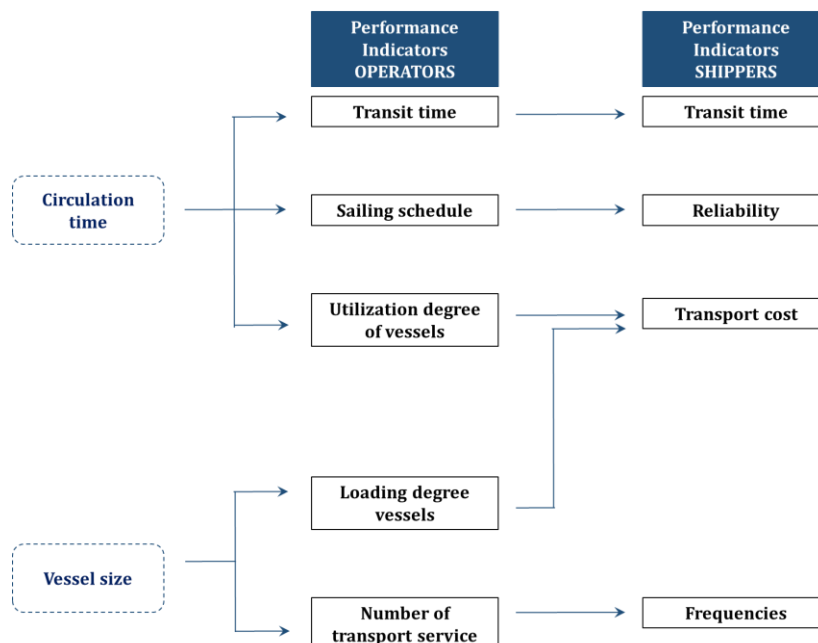 Performance
Indicators
OPERATORS
Performance
Indicators
SHIPPERS
Transit time
Transit time
Circulation
time
Sailing schedule
Reliability
Utilization degree
of vessels
Transport cost
Loading degree
vessels
Vessel size
Number of
transport service
Frequencies